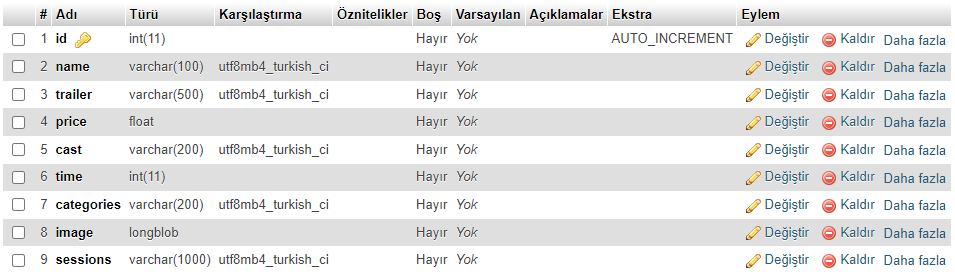 # Adı Türü Karşılaştırma Öznitelikler Boş Varsayılan Açıklamalar Ekstra Eylem
1 id int(11) Hayır Yok AUTO_INCREMENT Değiştir Kaldır Daha fazla
2 name varchar(100) utf8mb4_turkish_ci Hayır Yok Değiştir Kaldır Daha fazla
3 trailer varchar(500) utf8mb4_turkish_ci Hayır Yok Değiştir Kaldır Daha fazla
4 price float Hayır Yok Değiştir Kaldır Daha fazla
5 cast varchar(200) utf8mb4_turkish_ci Hayır Yok Değiştir Kaldır Daha fazla
6 time int(11) Hayır Yok Değiştir Kaldır Daha fazla
7 categories varchar(200) utf8mb4_turkish_ci Hayır Yok Değiştir Kaldır Daha fazla
8 image longblob Hayır Yok Değiştir Kaldır Daha fazla
9 sessions varchar(1000) utf8mb4_turkish_ci Hayır Yok Değiştir Kaldır Daha fazla